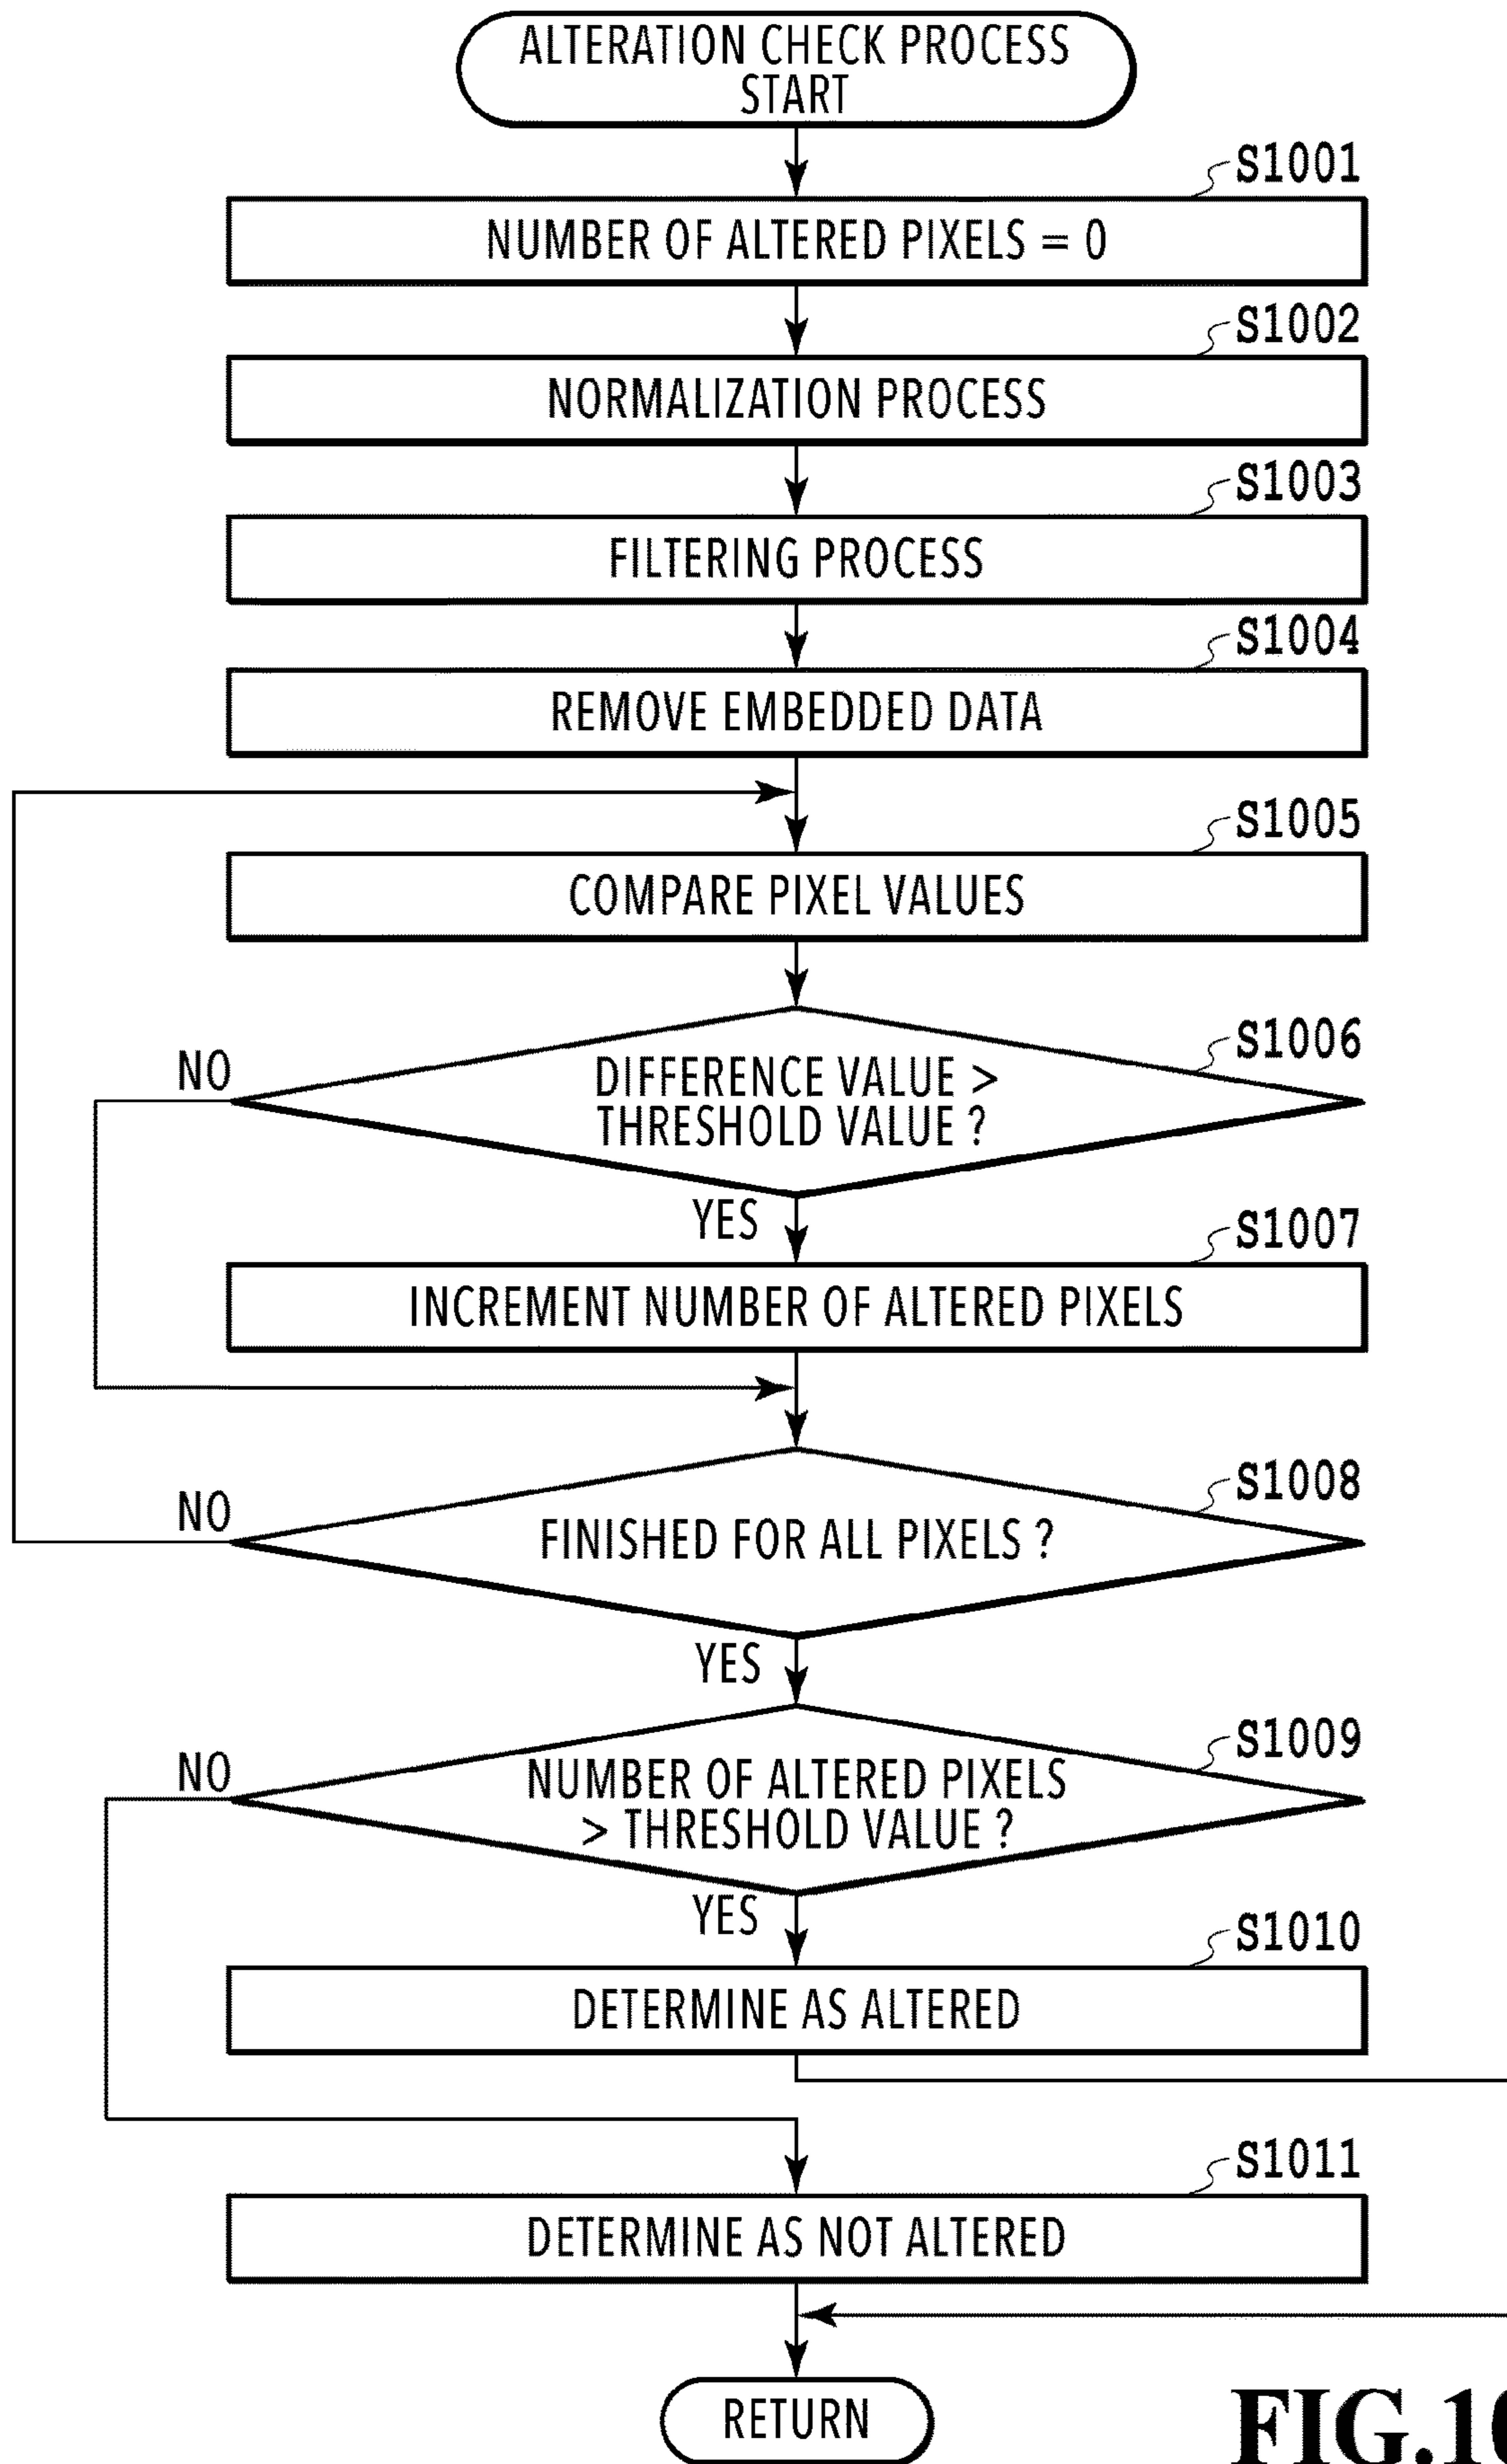 ALTERATION CHECK PROCESS
START
S1001
NUMBER OF ALTERED PIXELS = 0
S1002
NORMALIZATION PROCESS
S1003
FILTERING PROCESS
S1004
REMOVE EMBEDDED DATA
S1005
COMPARE PIXEL VALUES
S1006
NO
DIFFERENCE VALUE >
THRESHOLD VALUE ?
YES
S1007
INCREMENT NUMBER OF ALTERED PIXELS
S1008
NO
FINISHED FOR ALL PIXELS ?
YES
S1009
NO
NUMBER OF ALTERED PIXELS
> THRESHOLD VALUE ?
YES
S1010
DETERMINE AS ALTERED
S1011
DETERMINE AS NOT ALTERED
RETURN
FIG.10